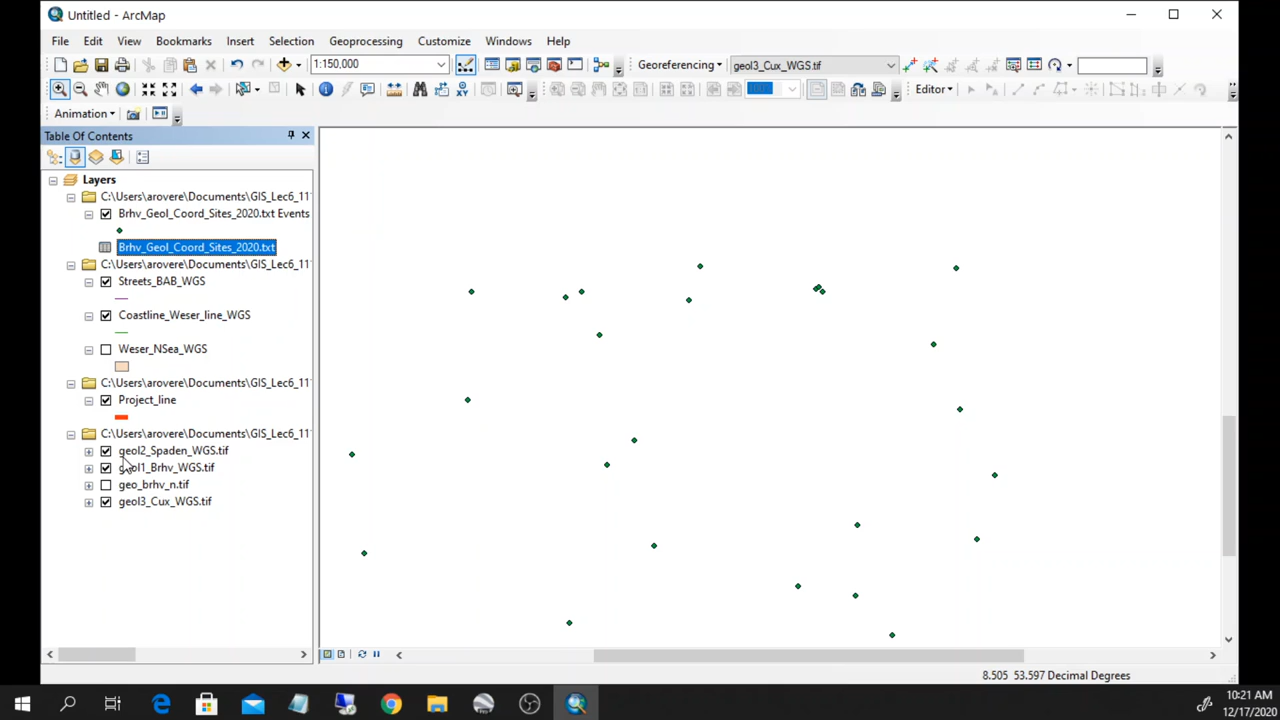 Untitled - ArcMap
File Edit View Bookmarks Insert Selection Geoprocessing Customize Windows Help
1:150,000 Georeferencing geol3_Cux_WGS.tif
Editor
Animation
Table Of Contents
Layers
C:\Users\arovere\Documents\GIS_Lec6_11
Brhv_Geol_Coord_Sites_2020.txt Events
Brhv_Geol_Coord_Sites_2020.txt
C:\Users\arovere\Documents\GIS_Lec6_11
Streets_BAB_WGS
Coastline_Weser_line_WGS
Weser_NSea_WGS
C:\Users\arovere\Documents\GIS_Lec6_11
Project_line
C:\Users\arovere\Documents\GIS_Lec6_11
geol2_Spaden_WGS.tif
geol1_Brhv_WGS.tif
geo_brhv_n.tif
geol3_Cux_WGS.tif
8.505 53.597 Decimal Degrees
10:21 AM
12/17/2020